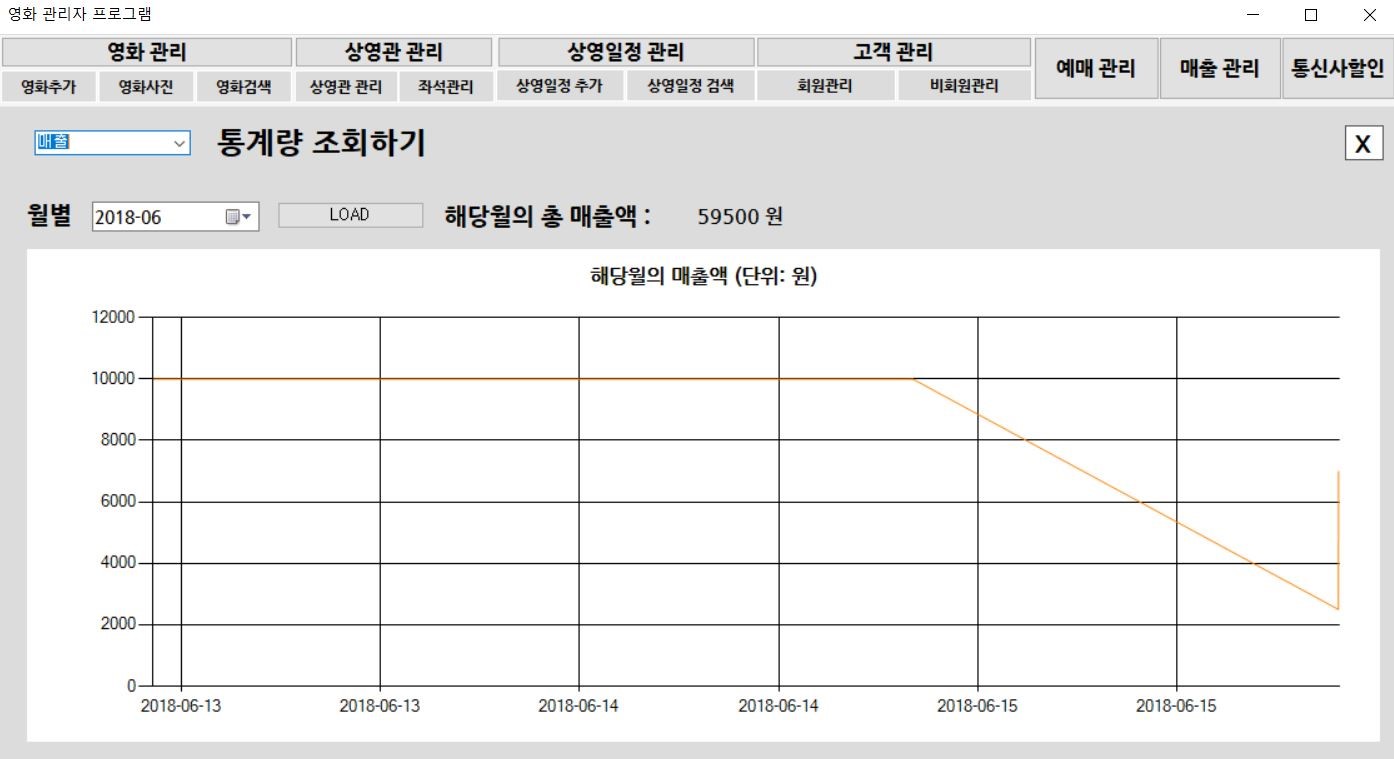 영화 관리자 프로그램
영화 관리 상영관 관리 상영일정 관리 고객 관리 예매 관리 매출 관리 통신사할인
영화추가 영화사진 영화검색 상영관 관리 좌석관리 상영일정 추가 상영일정 검색 회원관리 비회원관리
매출 통계량 조회하기 X
월별 2018-06 LOAD 해당월의 총 매출액 : 59500 원
해당월의 매출액 (단위: 원)
12000
10000
8000
6000
4000
2000
0
2018-06-13 2018-06-13 2018-06-14 2018-06-14 2018-06-15 2018-06-15